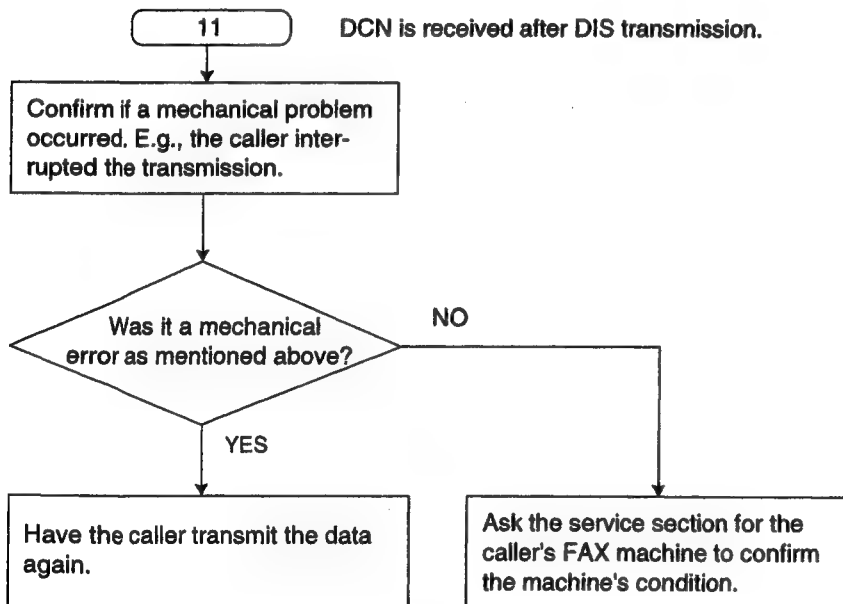 11
DCN is received after DIS transmission.
Confirm if a mechanical problem
occurred. E.g., the caller inter-
rupted the transmission.
Was it a mechanical
error as mentioned above?
NO
YES
Have the caller transmit the data
again.
Ask the service section for the
caller's FAX machine to confirm
the machine's condition.